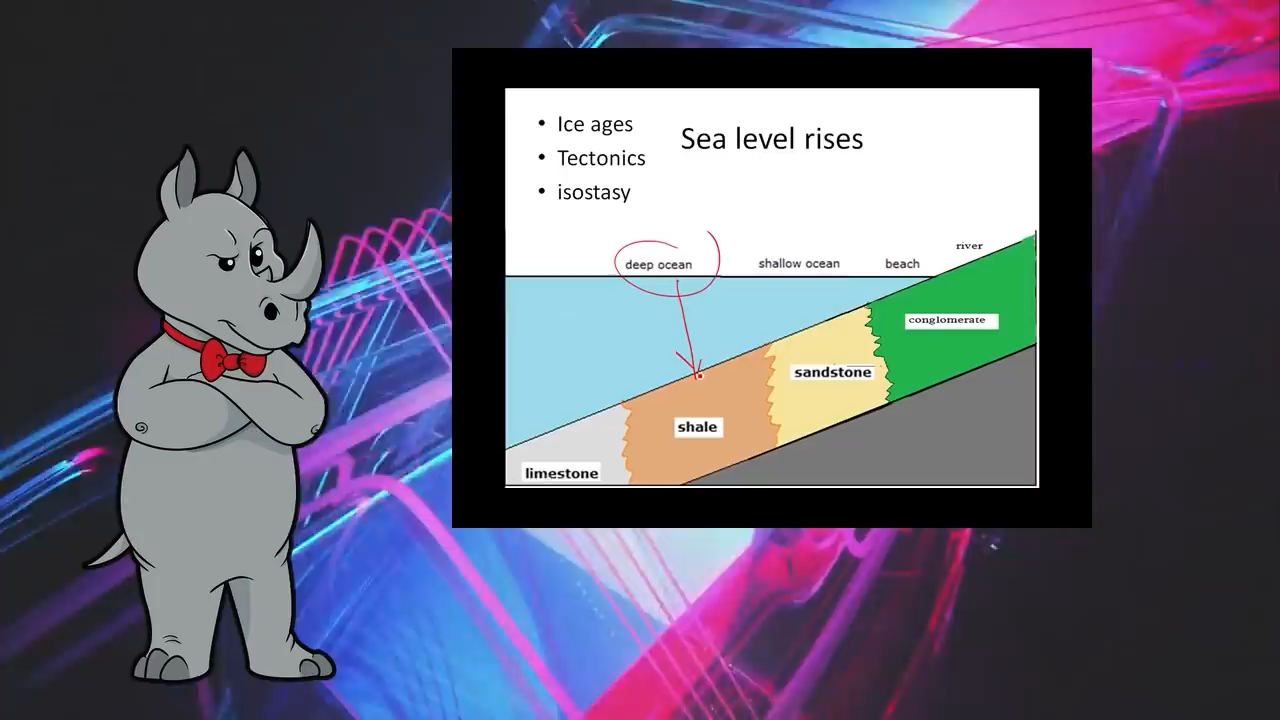 Ice ages
Tectonics
isostasy
Sea level rises
river
deep ocean
shallow ocean
beach
conglomerate
sandstone
shale
limestone